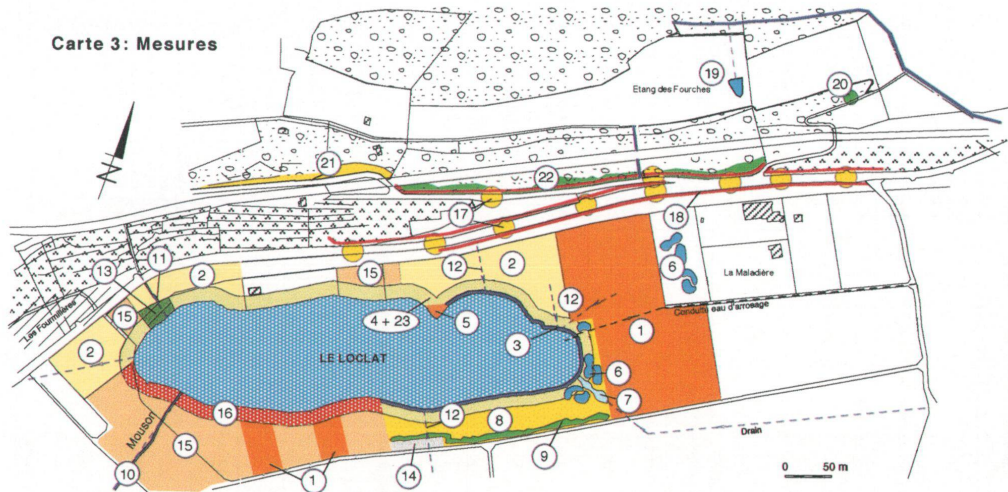 Carte 3: Mesures
N
19
Etang des Fourches
20
21
22
17
18
13
11
2
15
12
2
6
La Maladière
Les Fourmilières
15
4 + 23
5
12
Conduite eau d'arrosage
1
3
2
LE LOCLAT
6
7
16
12
8
Mouson
15
9
Drain
10
1
14
0 50 m